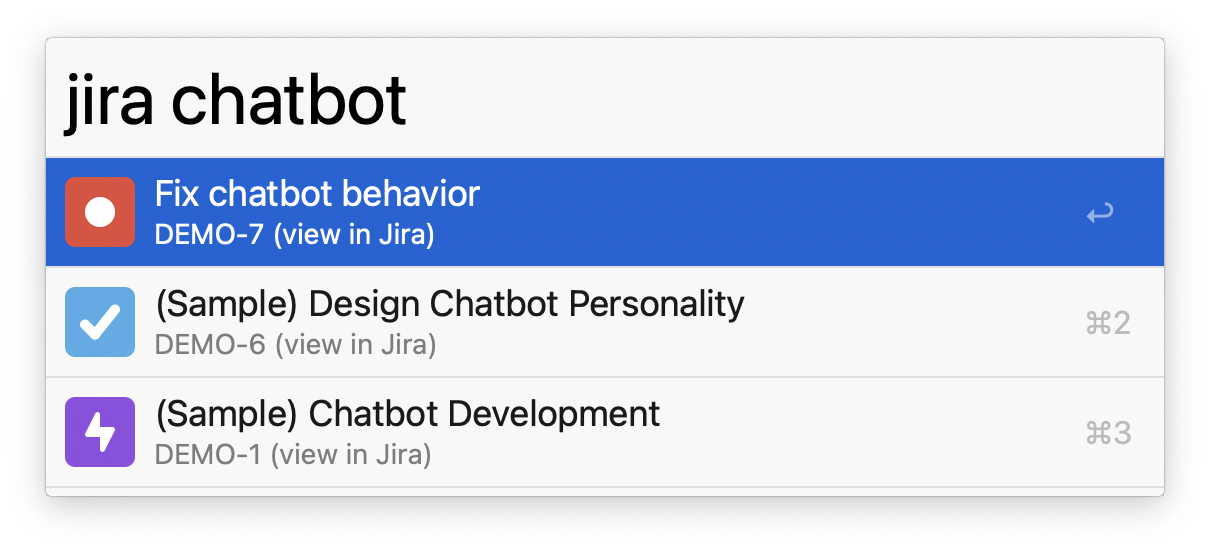 jira chatbot
Fix chatbot behavior
DEMO-7 (view in Jira)
(Sample) Design Chatbot Personality
DEMO-6 (view in Jira)
⌘2
(Sample) Chatbot Development
DEMO-1 (view in Jira)
⌘3